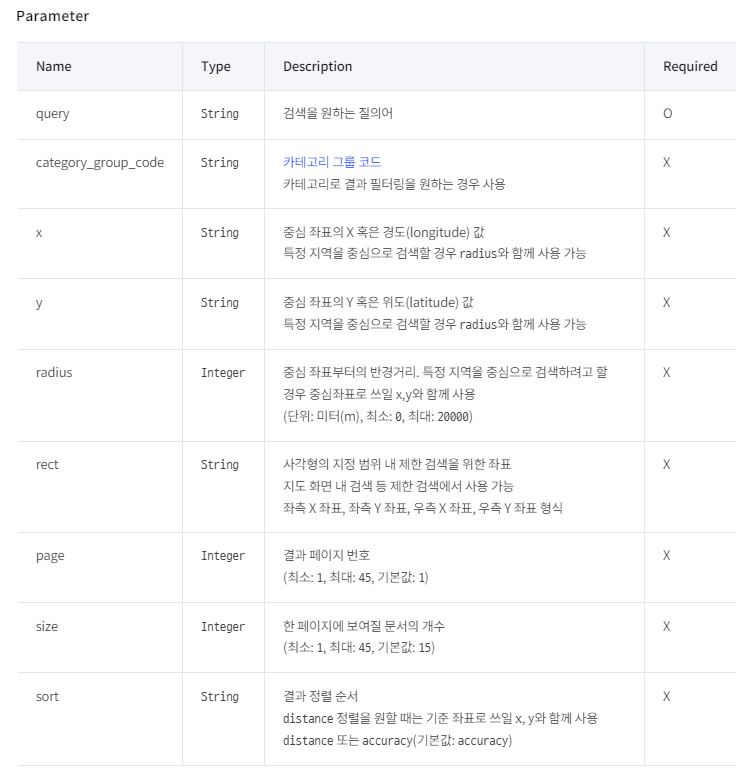 Parameter
Name Type Description Required
query String 검색을 원하는 질의어 O
category_group_code String 카테고리 그룹 코드 X
카테고리로 결과 필터링을 원하는 경우 사용
x String 중심 좌표의 X 혹은 경도(longitude) 값 X
특정 지역을 중심으로 검색할 경우 radius와 함께 사용 가능
y String 중심 좌표의 Y 혹은 위도(latitude) 값 X
특정 지역을 중심으로 검색할 경우 radius와 함께 사용 가능
radius Integer 중심 좌표부터의 반경거리. 특정 지역을 중심으로 검색하려고 할 X
경우 중심좌표로 쓰일 x,y와 함께 사용
(단위: 미터(m), 최소: 0, 최대: 20000)
rect String 사각형의 지정 범위 내 제한 검색을 위한 좌표 X
지도 화면 내 검색 등 제한 검색에서 사용 가능
좌측 X 좌표, 좌측 Y 좌표, 우측 X 좌표, 우측 Y 좌표 형식
page Integer 결과 페이지 번호 X
(최소: 1, 최대: 45, 기본값: 1)
size Integer 한 페이지에 보여질 문서의 개수 X
(최소: 1, 최대: 45, 기본값: 15)
sort String 결과 정렬 순서 X
distance 정렬을 원할 때는 기준 좌표로 쓰일 x, y와 함께 사용
distance 또는 accuracy(기본값: accuracy)